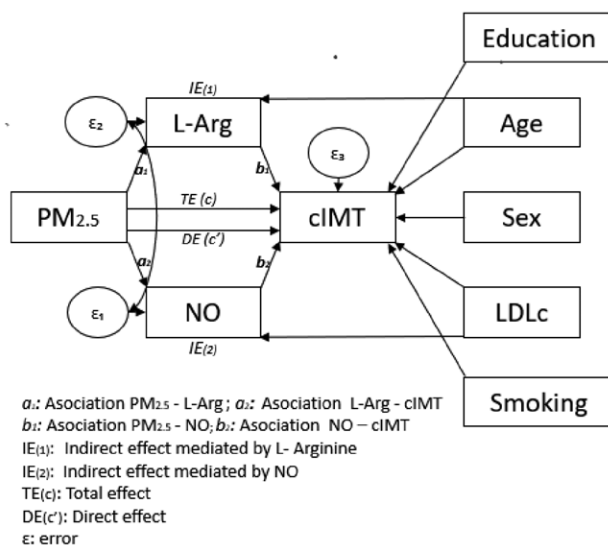 Education
IE(1)
ε₂
L-Arg
Age
ε₃
a₁
b₁
TE (c)
PM2.5
cIMT
Sex
DE (c')
a₂
b₂
ε₁
NO
LDLc
IE(2)
Smoking
a₁: Asociation PM2.5 - L-Arg; a₂: Asociation L-Arg - cIMT
b₁: Asociation PM2.5 - NO; b₂: Asociation NO – cIMT
IE(1): Indirect effect mediated by L- Arginine
IE(2): Indirect effect mediated by NO
TE(c): Total effect
DE(c'): Direct effect
ε: error